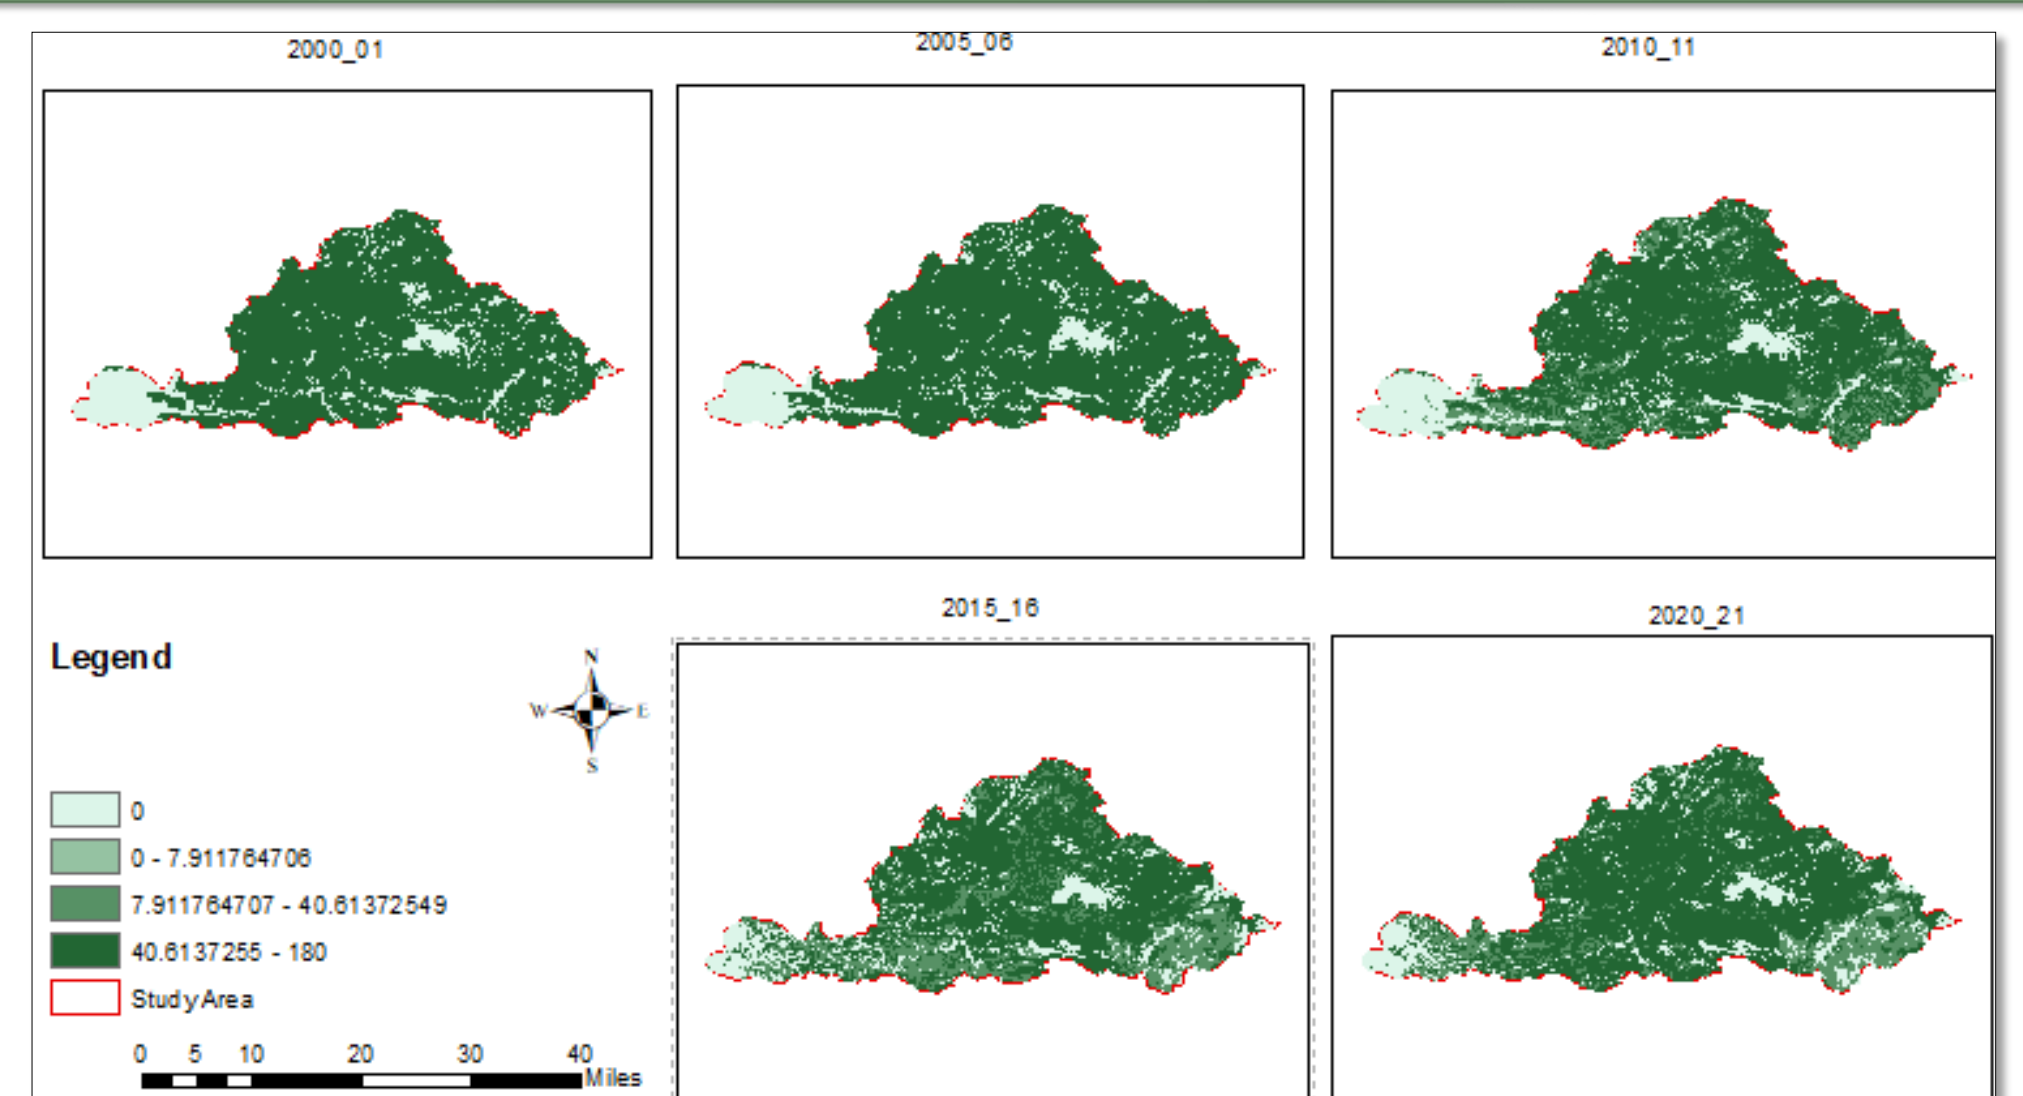 2000_01
2005_06
2010_11
2015_16
2020_21
Legend
N
W E
S
0
0 - 7.911764706
7.911764707 - 40.61372549
40.6137255 - 180
Study Area
0 5 10 20 30 40
Miles